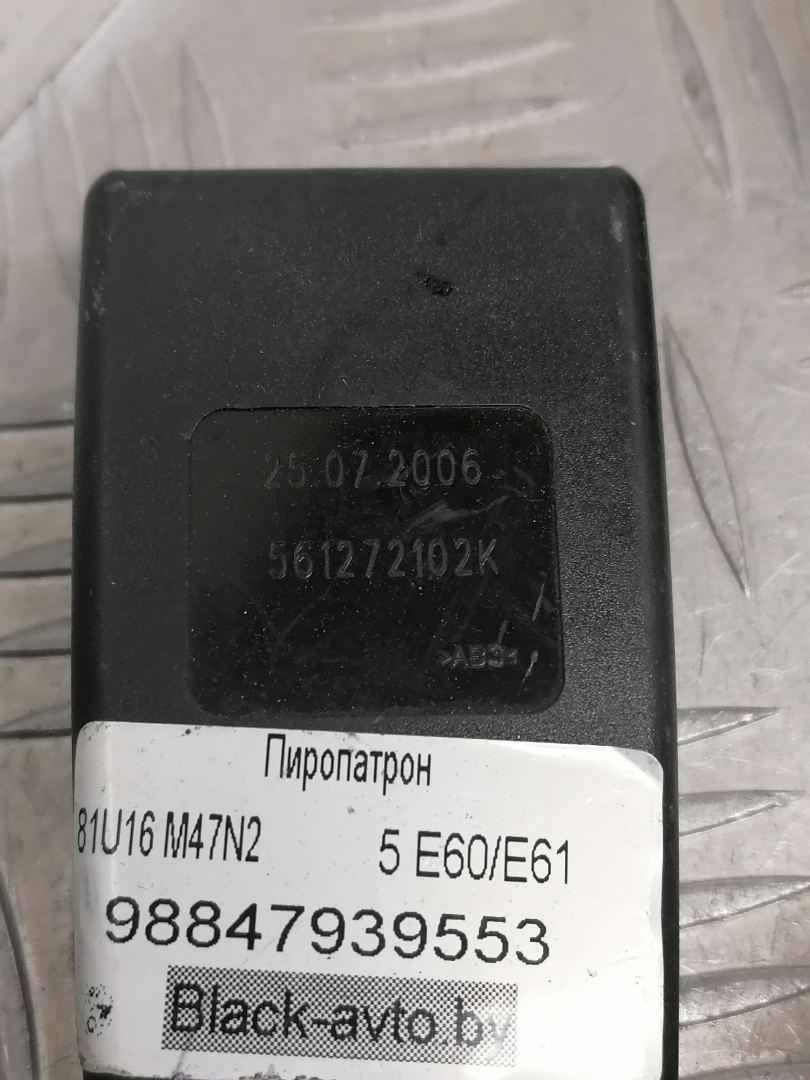 25.07.2006
561272102K
>ABS<
Пиропатрон
81U16 M47N2 5 E60/E61
98847939553
Black-avto.by